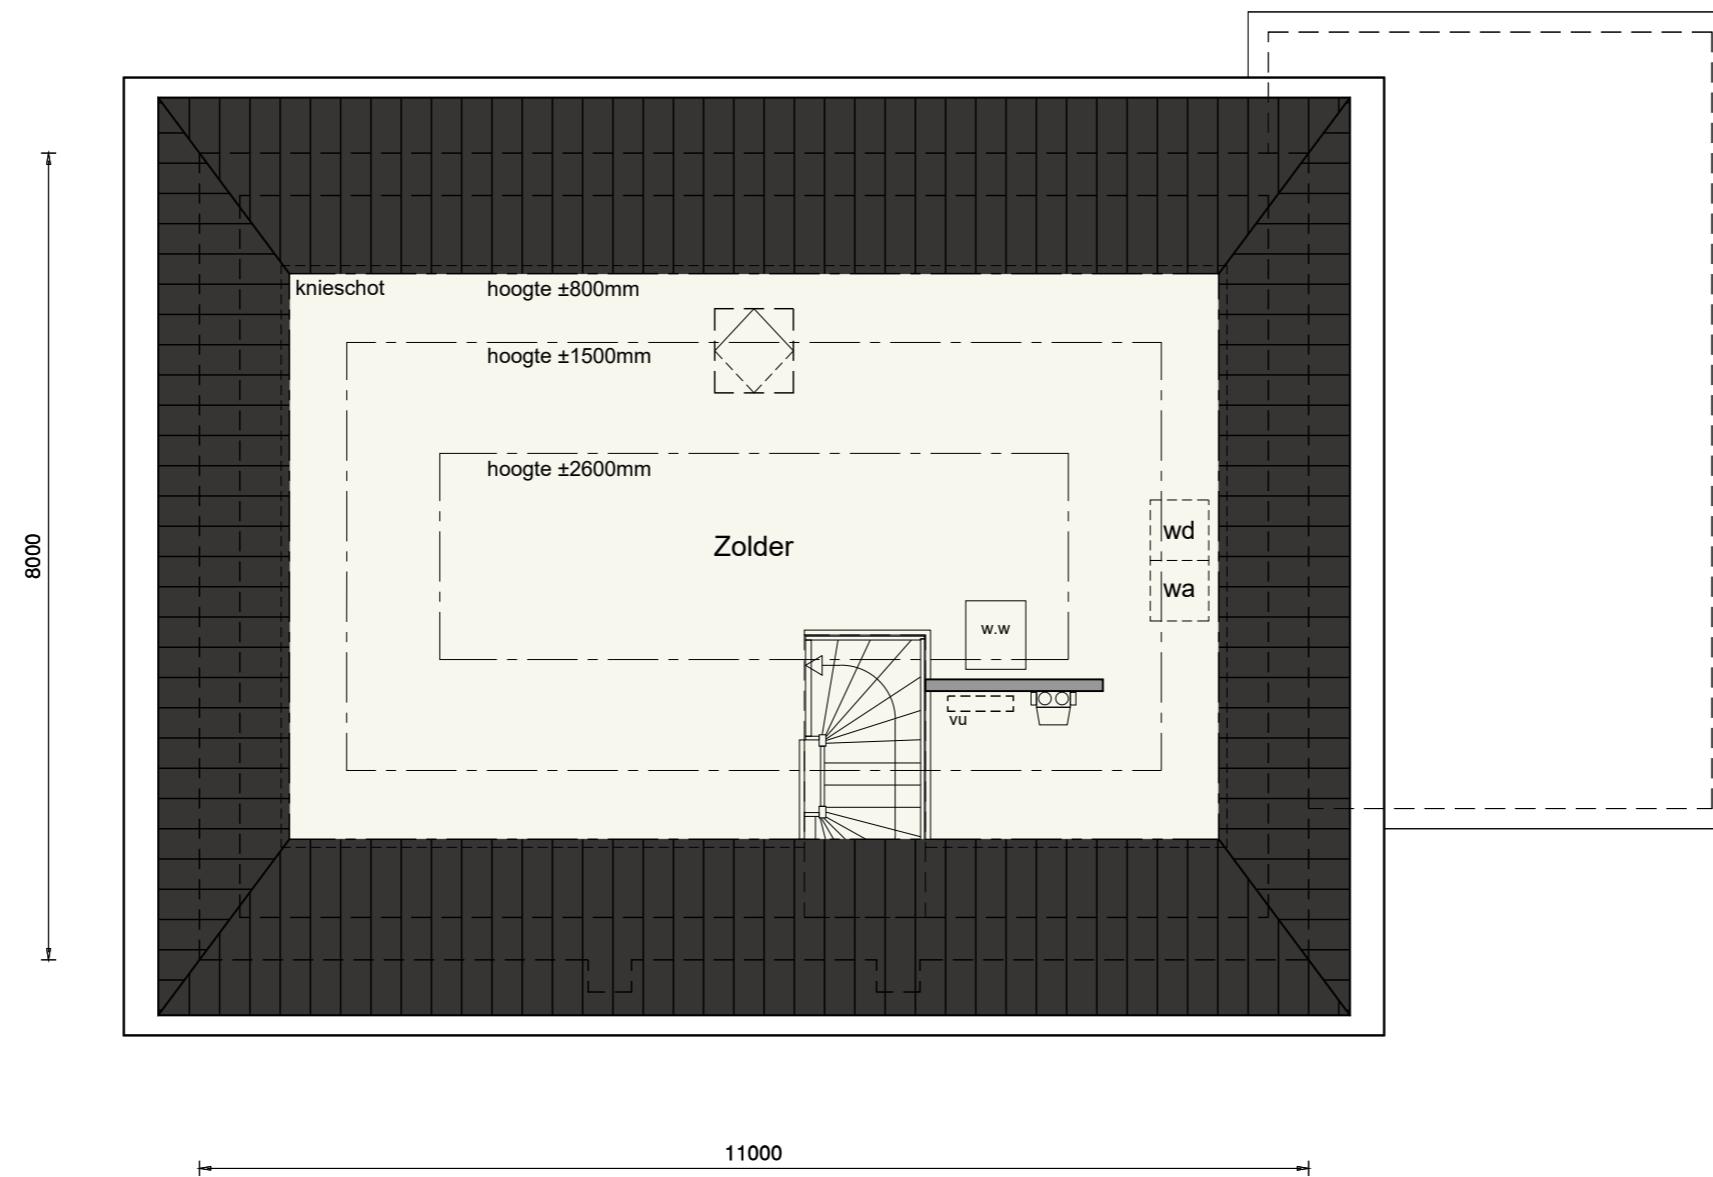 knieschot
hoogte ±800mm
hoogte ±1500mm
hoogte ±2600mm
Zolder
wd
wa
w.w
vu
8000
11000